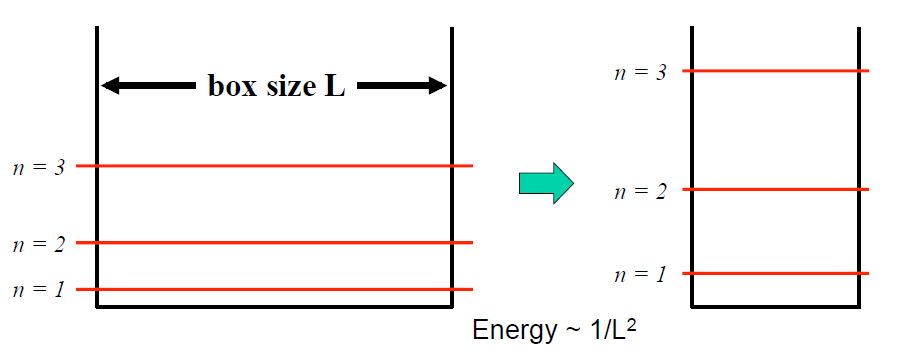 box size L
n = 3
n = 2
n = 1
n = 3
n = 2
n = 1
Energy ~ 1/L²